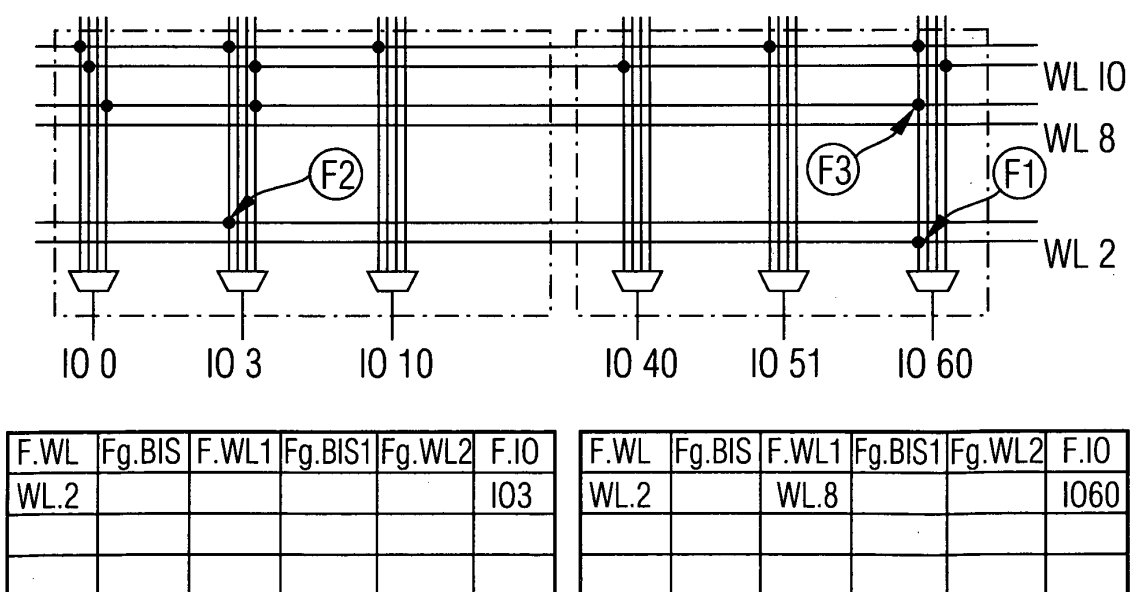 WL IO
WL 8
F2
F3
F1
WL 2
IO 0 IO 3 IO 10 IO 40 IO 51 IO 60
F.WL Fg.BIS F.WL1 Fg.BIS1 Fg.WL2 F.IO
WL.2 IO3
F.WL Fg.BIS F.WL1 Fg.BIS1 Fg.WL2 F.IO
WL.2 WL.8 IO60